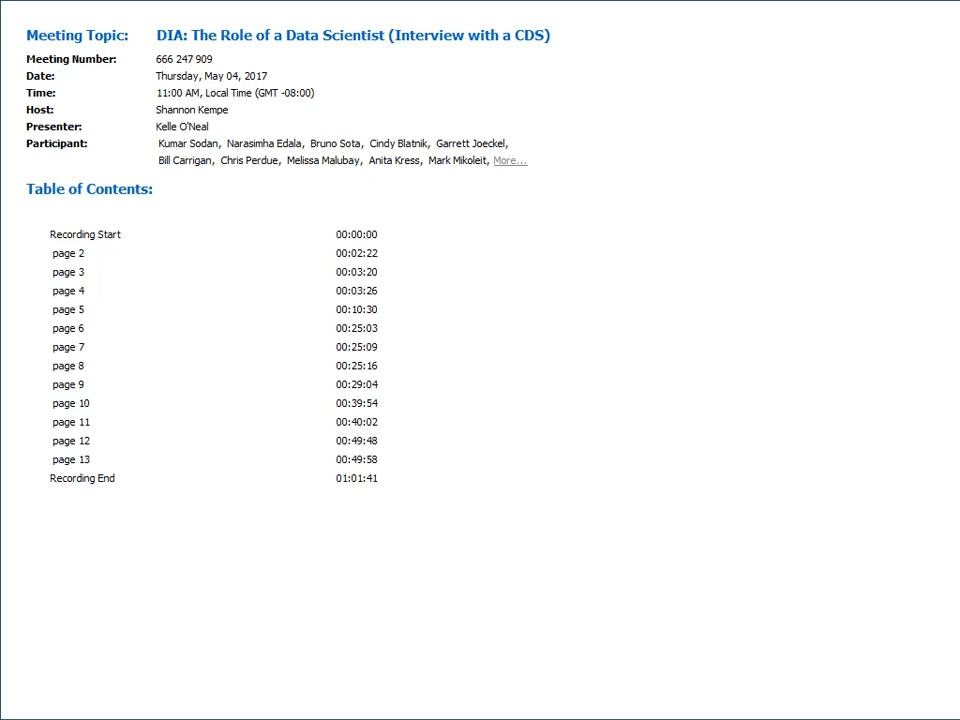 Meeting Topic: DIA: The Role of a Data Scientist (Interview with a CDS)
Meeting Number: 666 247 909
Date: Thursday, May 04, 2017
Time: 11:00 AM, Local Time (GMT -08:00)
Host: Shannon Kempe
Presenter: Kelle O'Neal
Participant: Kumar Sodan, Narasimha Edala, Bruno Sota, Cindy Blatnik, Garrett Joeckel,
Bill Carrigan, Chris Perdue, Melissa Malubay, Anita Kress, Mark Mikoleit, More...
Table of Contents:
Recording Start 00:00:00
page 2 00:02:22
page 3 00:03:20
page 4 00:03:26
page 5 00:10:30
page 6 00:25:03
page 7 00:25:09
page 8 00:25:16
page 9 00:29:04
page 10 00:39:54
page 11 00:40:02
page 12 00:49:48
page 13 00:49:58
Recording End 01:01:41